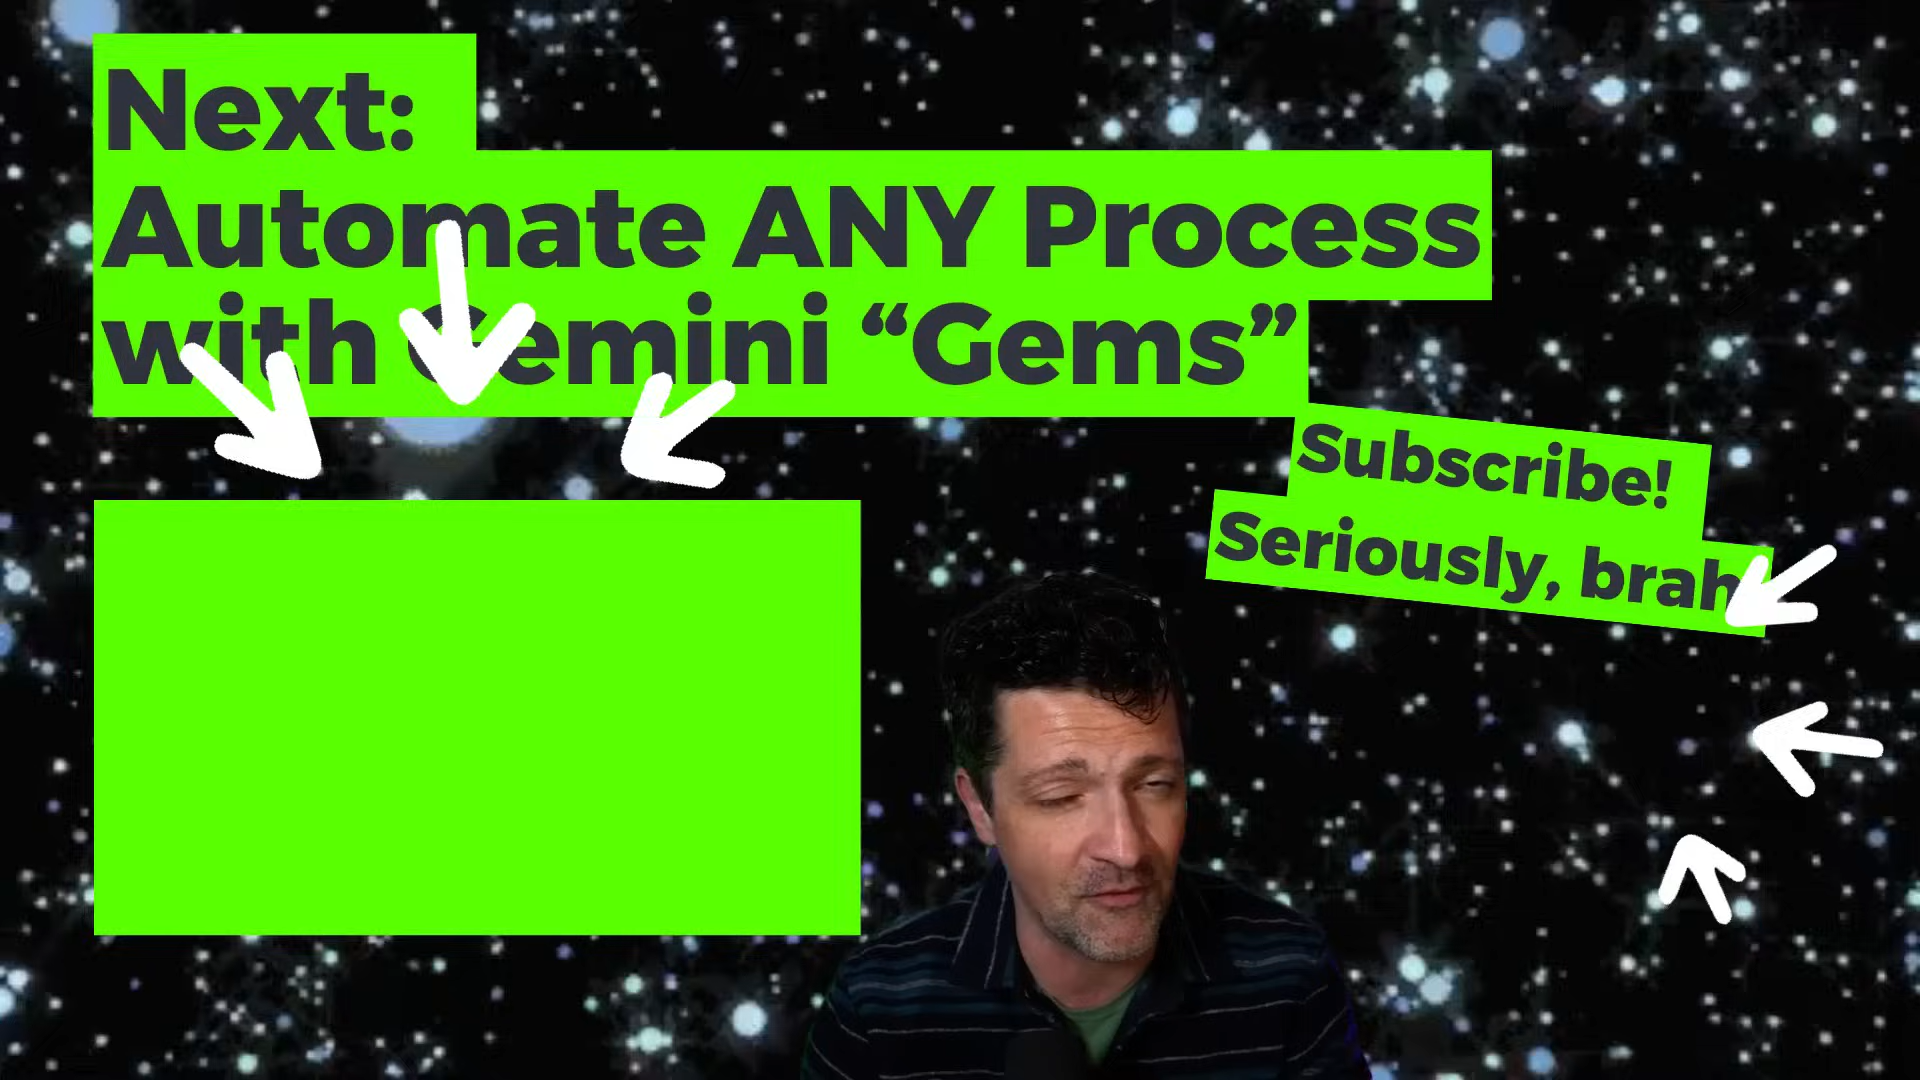 Next:
Automate ANY Process
with Gemini “Gems”
Subscribe!
Seriously, brah